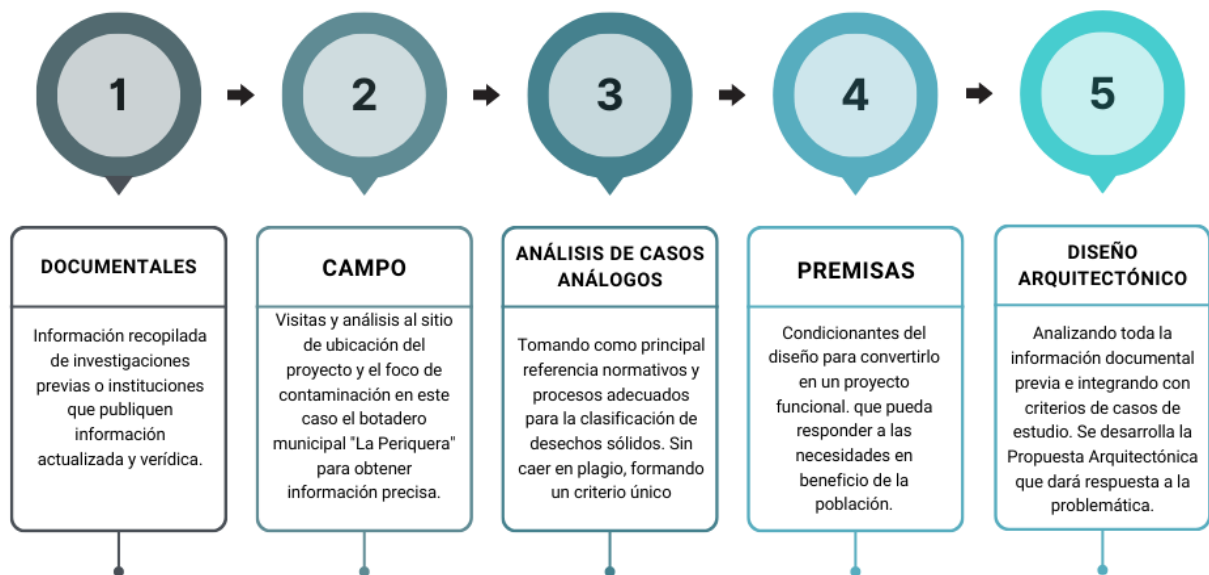 1
2
3
4
5
DOCUMENTALES
Información recopilada
de investigaciones
previas o instituciones
que publiquen
información
actualizada y verídica.
CAMPO
Visitas y análisis al sitio
de ubicación del
proyecto y el foco de
contaminación en este
caso el botadero
municipal "La Periquera"
para obtener
información precisa.
ANÁLISIS DE CASOS
ANÁLOGOS
Tomando como principal
referencia normativos y
procesos adecuados
para la clasificación de
desechos sólidos. Sin
caer en plagio, formando
un criterio único
PREMISAS
Condicionantes del
diseño para convertirlo
en un proyecto
funcional. que pueda
responder a las
necesidades en
beneficio de la
población.
DISEÑO
ARQUITECTÓNICO
Analizando toda la
información documental
previa e integrando con
criterios de casos de
estudio. Se desarrolla la
Propuesta Arquitectónica
que dará respuesta a la
problemática.